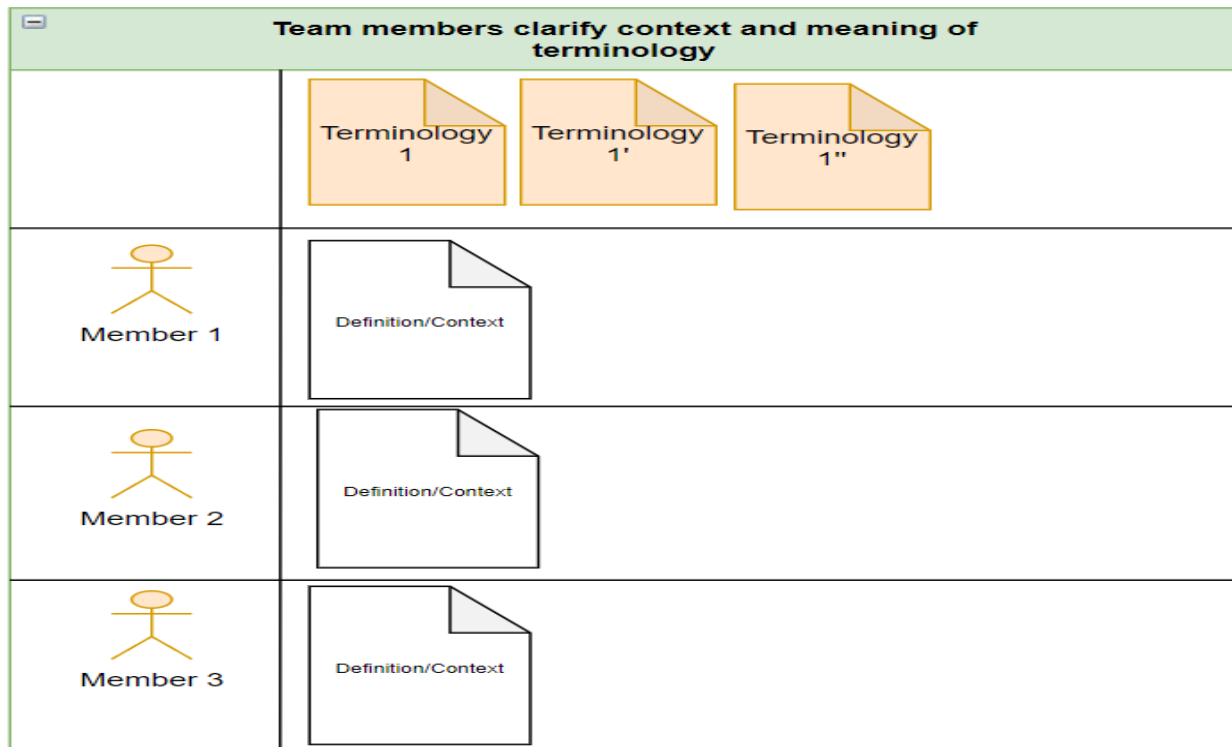 Team members clarify context and meaning of
terminology
Terminology
1
Terminology
1'
Terminology
1"
Member 1
Definition/Context
Member 2
Definition/Context
Member 3
Definition/Context